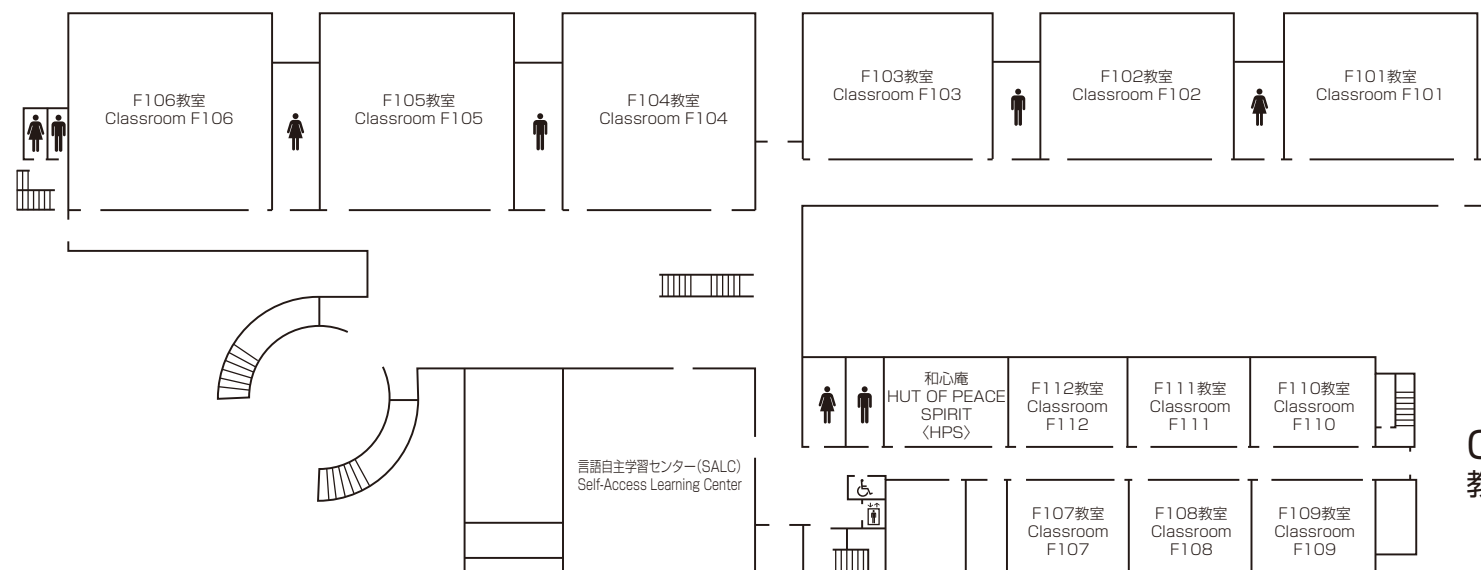 F106教室
Classroom F106
F105教室
Classroom F105
F104教室
Classroom F104
F103教室
Classroom F103
F102教室
Classroom F102
F101教室
Classroom F101
和心庵
HUT OF PEACE
SPIRIT
〈HPS〉
F112教室
Classroom
F112
F111教室
Classroom
F111
F110教室
Classroom
F110
言語自主学習センター(SALC)
Self-Access Learning Center
F107教室
Classroom
F107
F108教室
Classroom
F108
F109教室
Classroom
F109
教